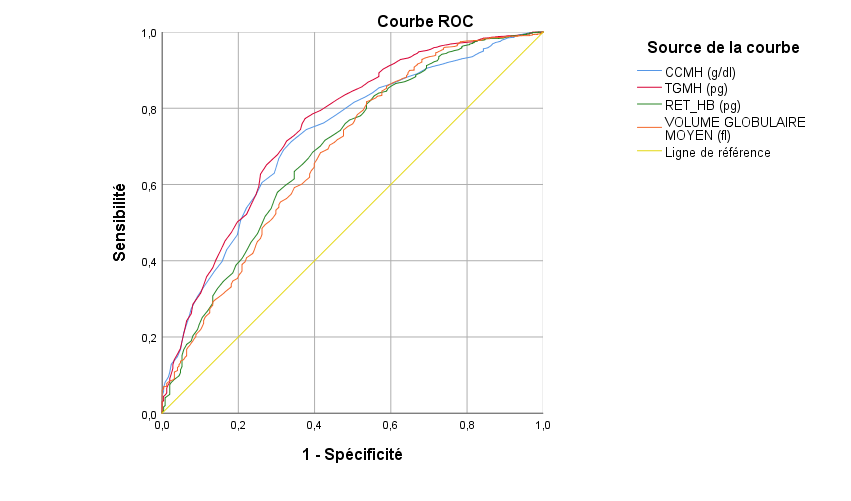 Courbe ROC
1,0
0,8
0,6
0,4
0,2
0,0
0,0 0,2 0,4 0,6 0,8 1,0
Sensibilité
1 - Spécificité
Source de la courbe
CCMH (g/dl)
TGMH (pg)
RET_HB (pg)
VOLUME GLOBULAIRE
MOYEN (fl)
Ligne de référence